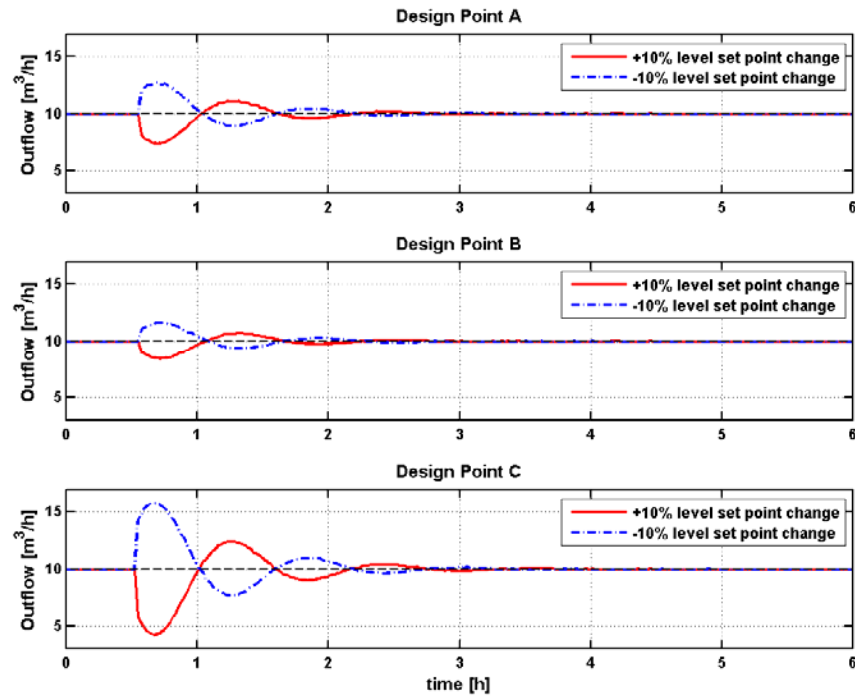 Design Point A
Outflow [m³/h]
15
10
5
+10% level set point change
-10% level set point change
0 1 2 3 4 5 6
Design Point B
Outflow [m³/h]
15
10
5
+10% level set point change
-10% level set point change
0 1 2 3 4 5 6
Design Point C
Outflow [m³/h]
15
10
5
+10% level set point change
-10% level set point change
0 1 2 3 4 5 6
time [h]